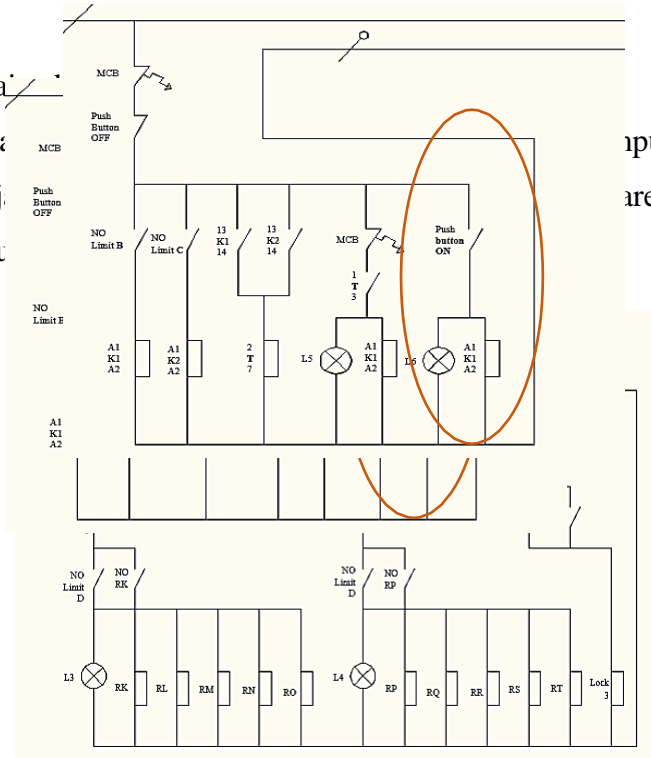 MCB
Push
Button
OFF
MCB
Push
Button
OFF
are
NO
Limit B
NO
Limit C
13
K1
14
13
K2
14
MCB
Push
button
ON
1
T
3
NO
A1
K1
A2
A1
K2
A2
2
T
7
L5
A1
K1
A2
A1
K1
A2
A1
K1
A2
NO
Limit
D
NO
RK
NO
Limit
D
NO
RP
L3
RK
RL
RM
RN
RO
L4
RP
RQ
RR
RS
RT
Lock
3